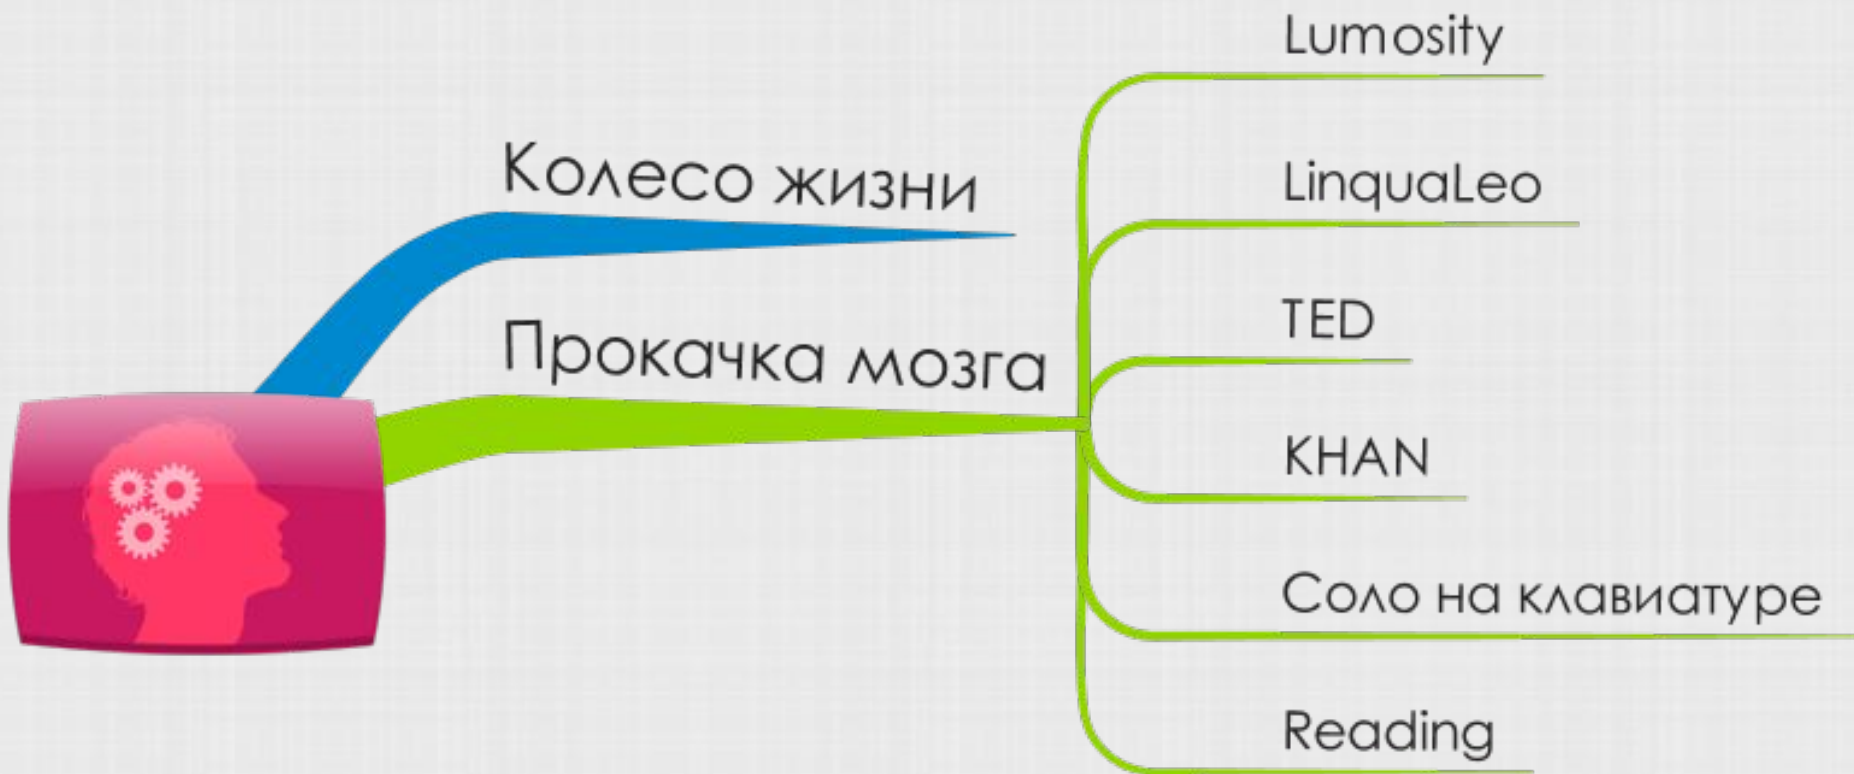 Колесо жизни
Прокачка мозга
Lumosity
LinquaLeo
TED
KHAN
Соло на клавиатуре
Reading